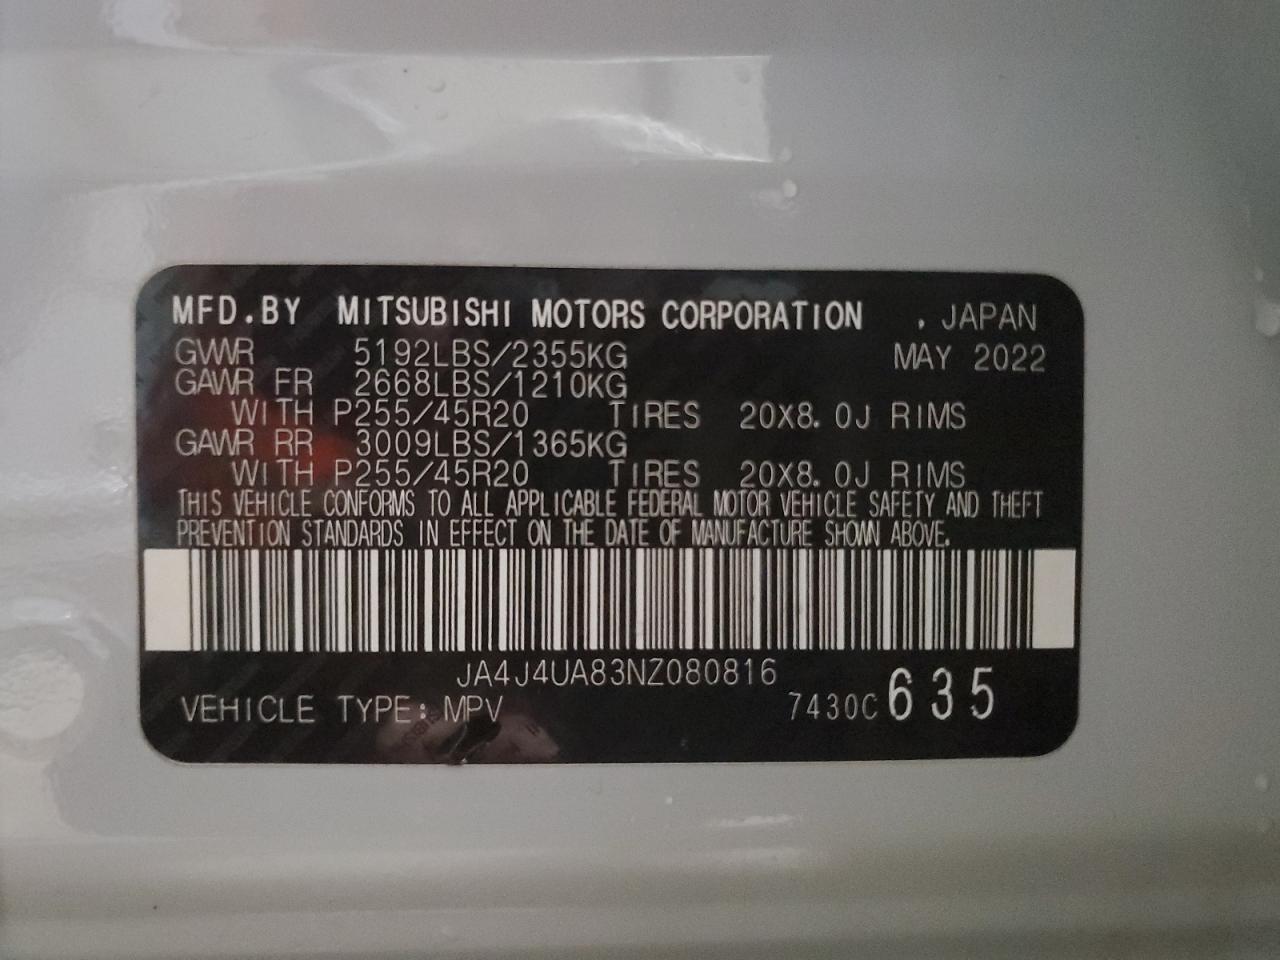 MFD.BY MITSUBISHI MOTORS CORPORATION , JAPAN
GVWR 5192LBS/2355KG MAY 2022
GAWR FR 2668LBS/1210KG
WITH P255/45R20 TIRES 20X8.0J RIMS
GAWR RR 3009LBS/1365KG
WITH P255/45R20 TIRES 20X8.0J RIMS
THIS VEHICLE CONFORMS TO ALL APPLICABLE FEDERAL MOTOR VEHICLE SAFETY AND THEFT
PREVENTION STANDARDS IN EFFECT ON THE DATE OF MANUFACTURE SHOWN ABOVE.
JA4J4UA83NZ080816
VEHICLE TYPE: MPV 7430C 635